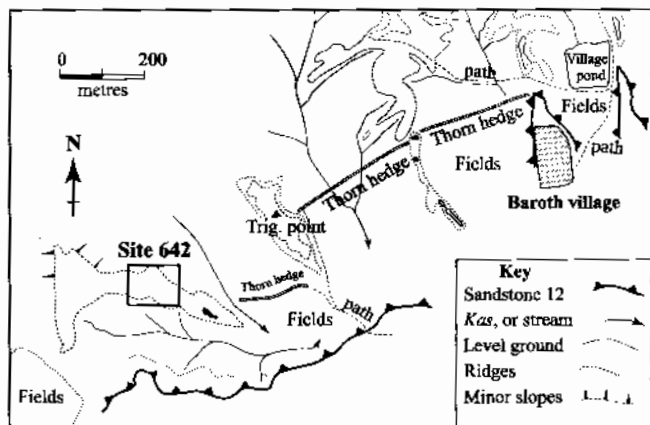 0 200
metres
N
path
Village
pond
Fields
Thorn hedge
Thorn hedge
Fields
path
Baroth village
Trig. point
Site 642
Thorn hedge
path
Fields
Fields
Key
Sandstone 12
Kas, or stream
Level ground
Ridges
Minor slopes